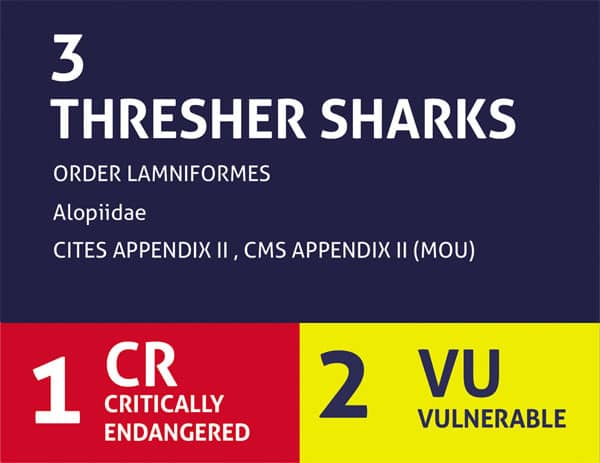 3
THRESHER SHARKS
ORDER LAMNIFORMES
Alopiidae
CITES APPENDIX II , CMS APPENDIX II (MOU)
1
CR
CRITICALLY
ENDANGERED
2
VU
VULNERABLE